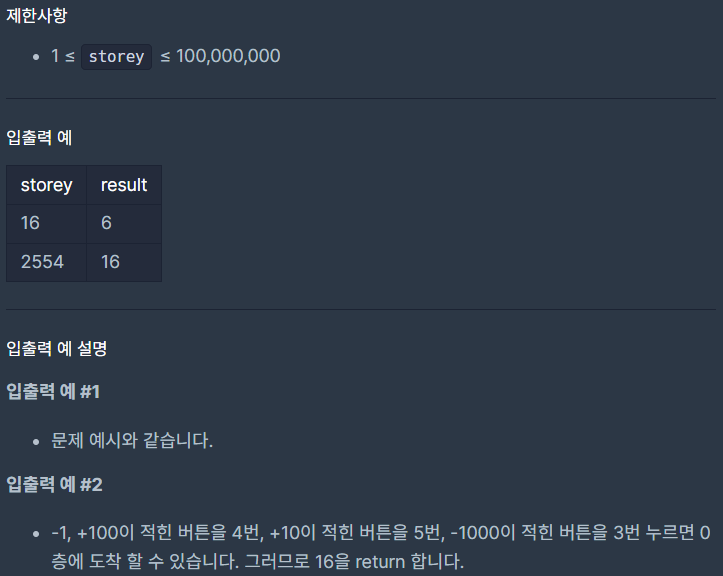 제한사항
• 1 ≤ storey ≤ 100,000,000
입출력 예
storey result
16 6
2554 16
입출력 예 설명
입출력 예 #1
• 문제 예시와 같습니다.
입출력 예 #2
• -1, +100이 적힌 버튼을 4번, +10이 적힌 버튼을 5번, -1000이 적힌 버튼을 3번 누르면 0
층에 도착 할 수 있습니다. 그러므로 16을 return 합니다.